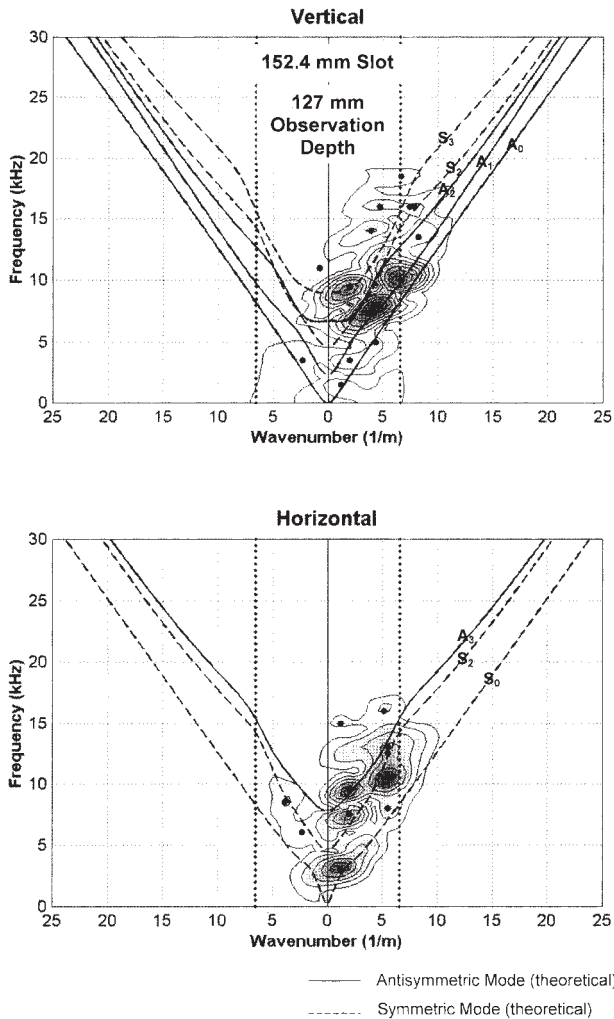 Vertical
30
25
20
15
10
5
0
Frequency (kHz)
152.4 mm Slot
127 mm
Observation
Depth
S3
S2
A2
A1
A0
25 20 15 10 5 0 5 10 15 20 25
Wavenumber (1/m)
Horizontal
30
25
20
15
10
5
0
Frequency (kHz)
A3
S2
S0
25 20 15 10 5 0 5 10 15 20 25
Wavenumber (1/m)
Antisymmetric Mode (theoretical)
Symmetric Mode (theoretical)